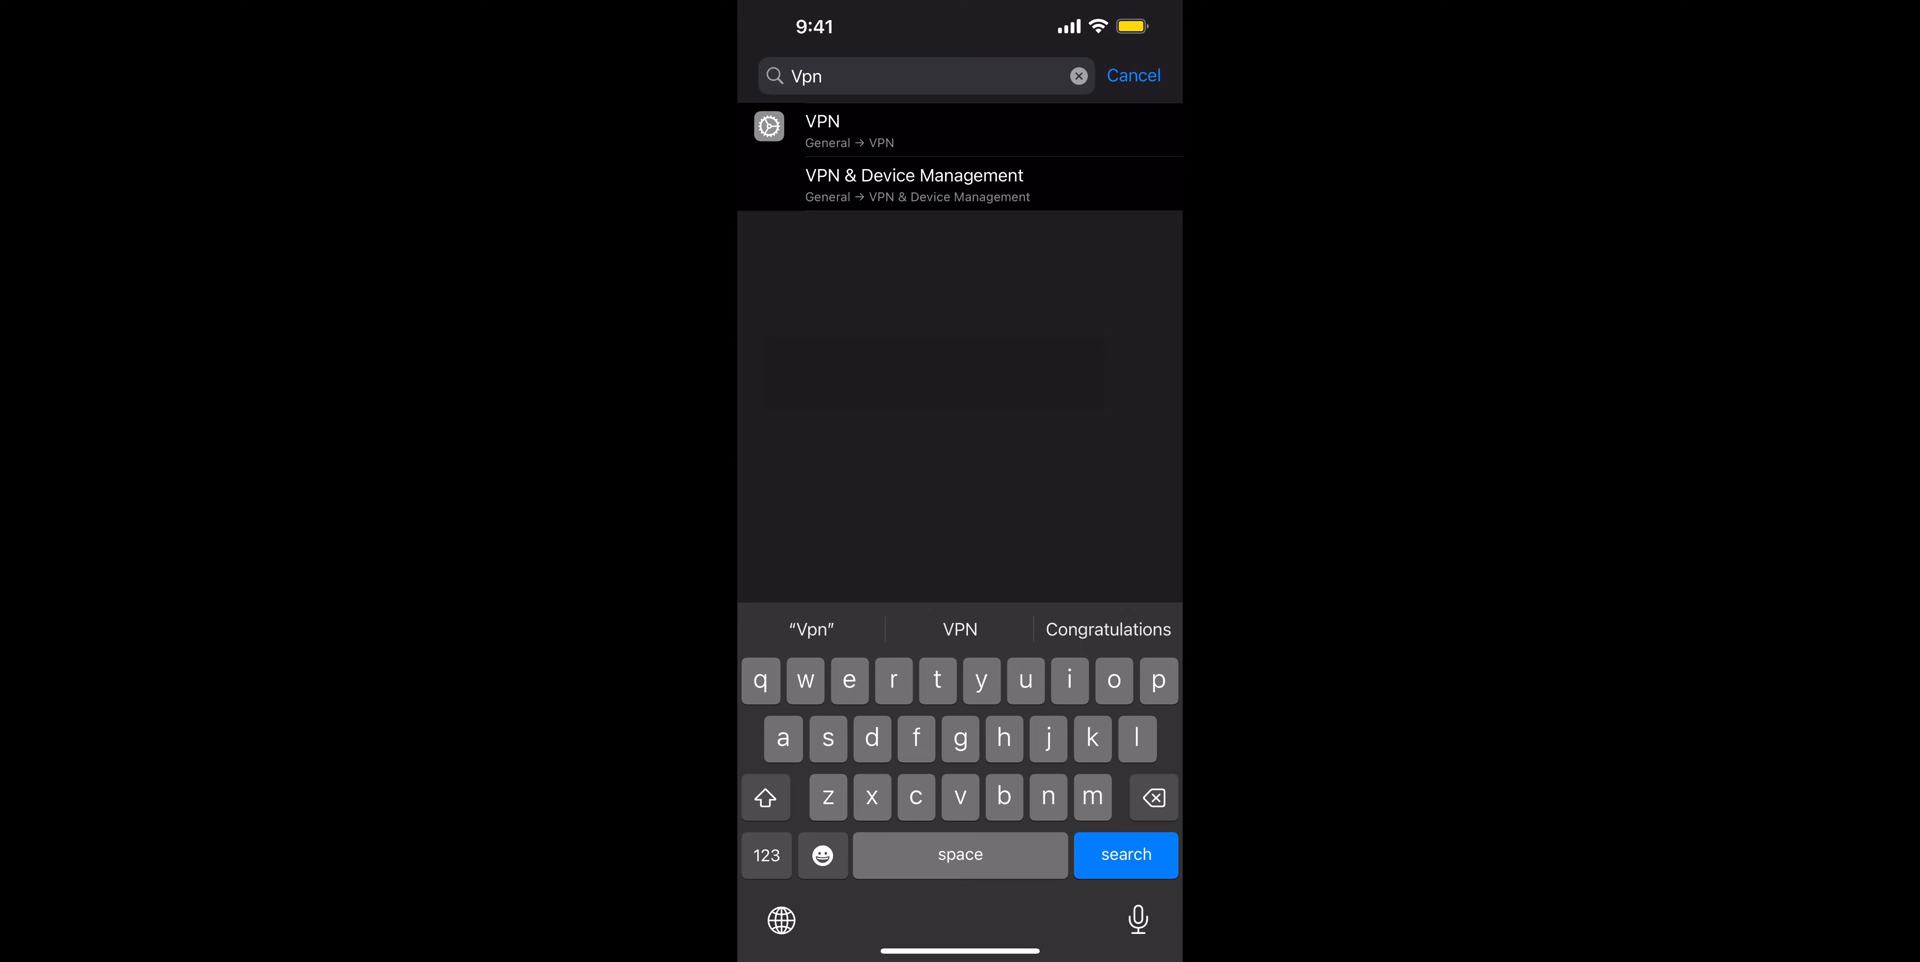 9:41
Vpn
Cancel
VPN
General → VPN
VPN & Device Management
General → VPN & Device Management
“Vpn”
VPN
Congratulations
q w e r t y u i o p
a s d f g h j k l
z x c v b n m
123
space
search